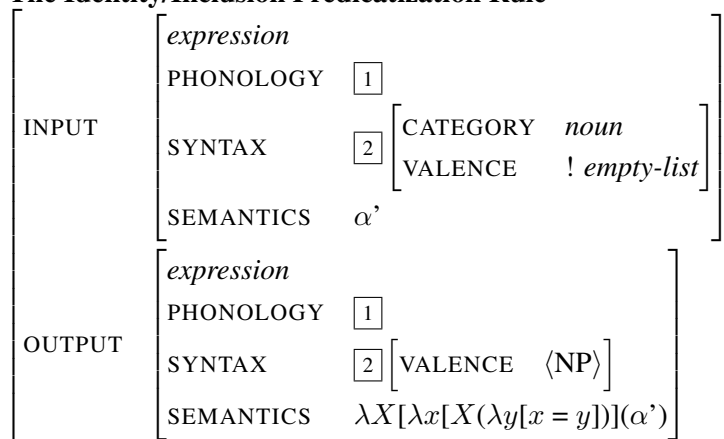 The Identity/Inclusion Predicatization Rule
expression
PHONOLOGY 1
INPUT
CATEGORY noun
SYNTAX 2
VALENCE ! empty-list
SEMANTICS α’
expression
PHONOLOGY 1
OUTPUT
SYNTAX 2 [VALENCE ⟨NP⟩]
SEMANTICS λX[λx[X(λy[x = y])](α’)